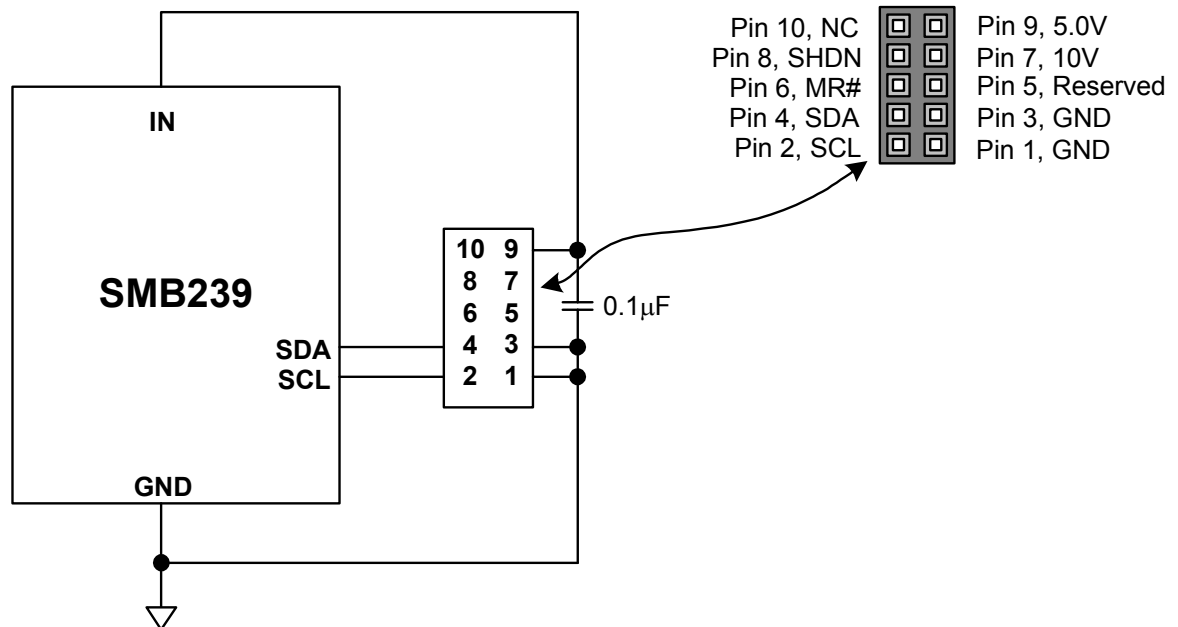 Pin 10, NC Pin 9, 5.0V
Pin 8, SHDN Pin 7, 10V
Pin 6, MR# Pin 5, Reserved
Pin 4, SDA Pin 3, GND
Pin 2, SCL Pin 1, GND
IN
SMB239
SDA
SCL
GND
10 9
8 7
6 5
4 3
2 1
0.1μF